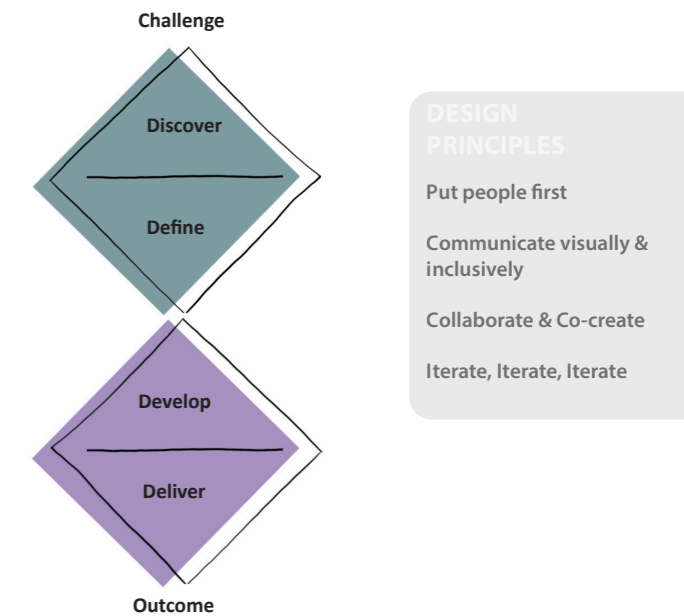 Challenge
Discover
Define
Develop
Deliver
Outcome
DESIGN
PRINCIPLES
Put people first
Communicate visually &
inclusively
Collaborate & Co-create
Iterate, Iterate, Iterate